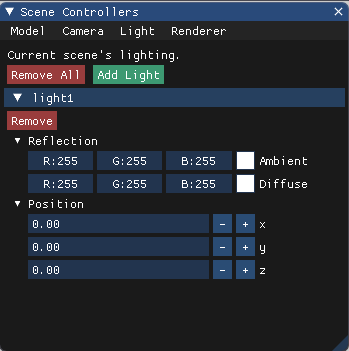 Scene Controllers
Model Camera Light Renderer
Current scene's lighting.
Remove All Add Light
light1
Remove
Reflection
R:255 G:255 B:255 Ambient
R:255 G:255 B:255 Diffuse
Position
0.00 - + x
0.00 - + y
0.00 - + z